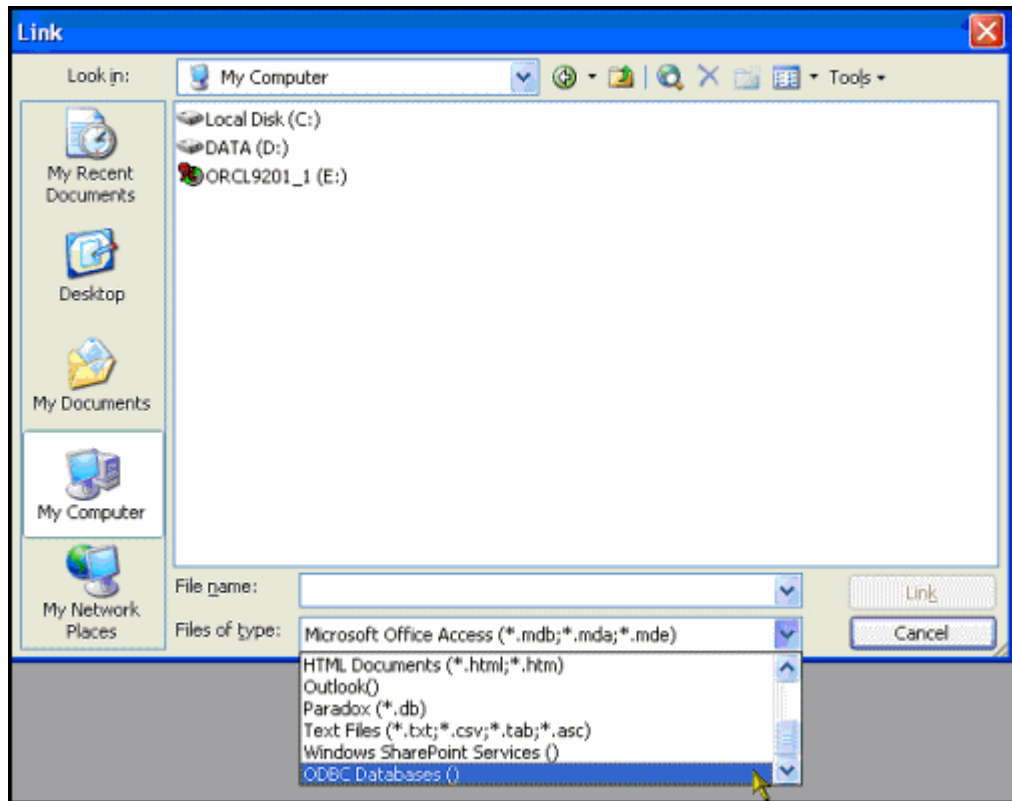 Link
Look in:
My Computer
Tools
Local Disk (C:)
DATA (D:)
ORCL9201_1 (E:)
My Recent
Documents
Desktop
My Documents
My Computer
My Network
Places
File name:
Link
Files of type:
Microsoft Office Access (*.mdb;*.mda;*.mde)
Cancel
HTML Documents (*.html;*.htm)
Outlook()
Paradox (*.db)
Text Files (*.txt;*.csv;*.tab;*.asc)
Windows SharePoint Services ()
ODBC Databases ()